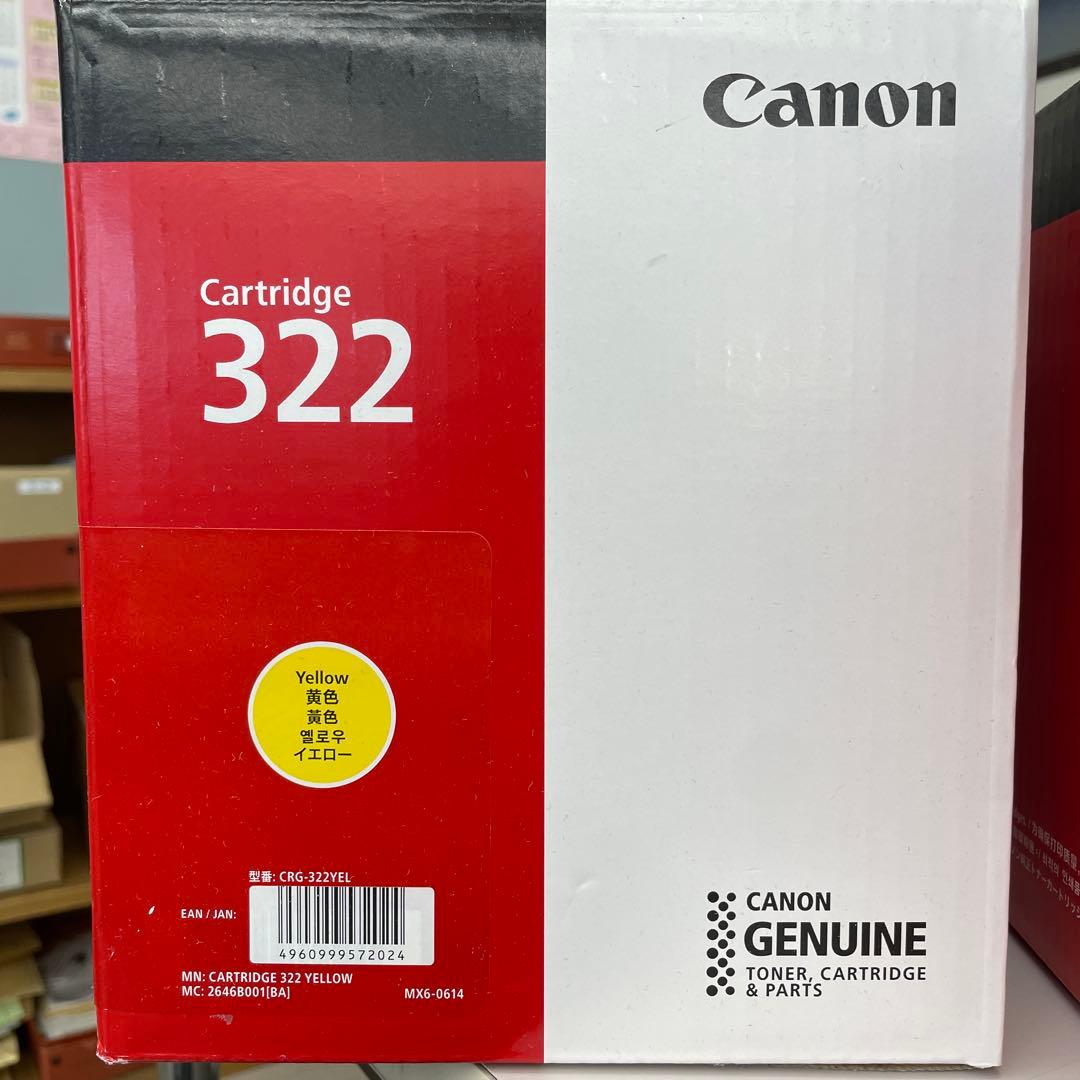 Canon
Cartridge
322
Yellow
黄色
黃色
옐로우
イエロー
型番: CRG-322YEL
EAN / JAN:
4960999572024
MN: CARTRIDGE 322 YELLOW
MC: 2646B001[BA]
MX6-0614
CANON
GENUINE
TONER, CARTRIDGE
& PARTS